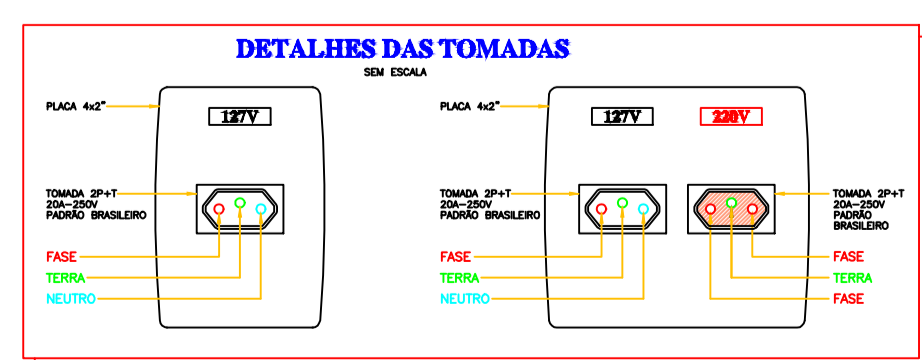 DETALHES DAS TOMADAS
SEM ESCALA
PLACA 4x2"
127V
TOMADA 2P+T
20A-250V
PADRÃO BRASILEIRO
FASE
TERRA
NEUTRO
PLACA 4x2"
127V
220V
TOMADA 2P+T
20A-250V
PADRÃO BRASILEIRO
FASE
TERRA
NEUTRO
TOMADA 2P+T
20A-250V
PADRÃO
BRASILEIRO
FASE
TERRA
FASE